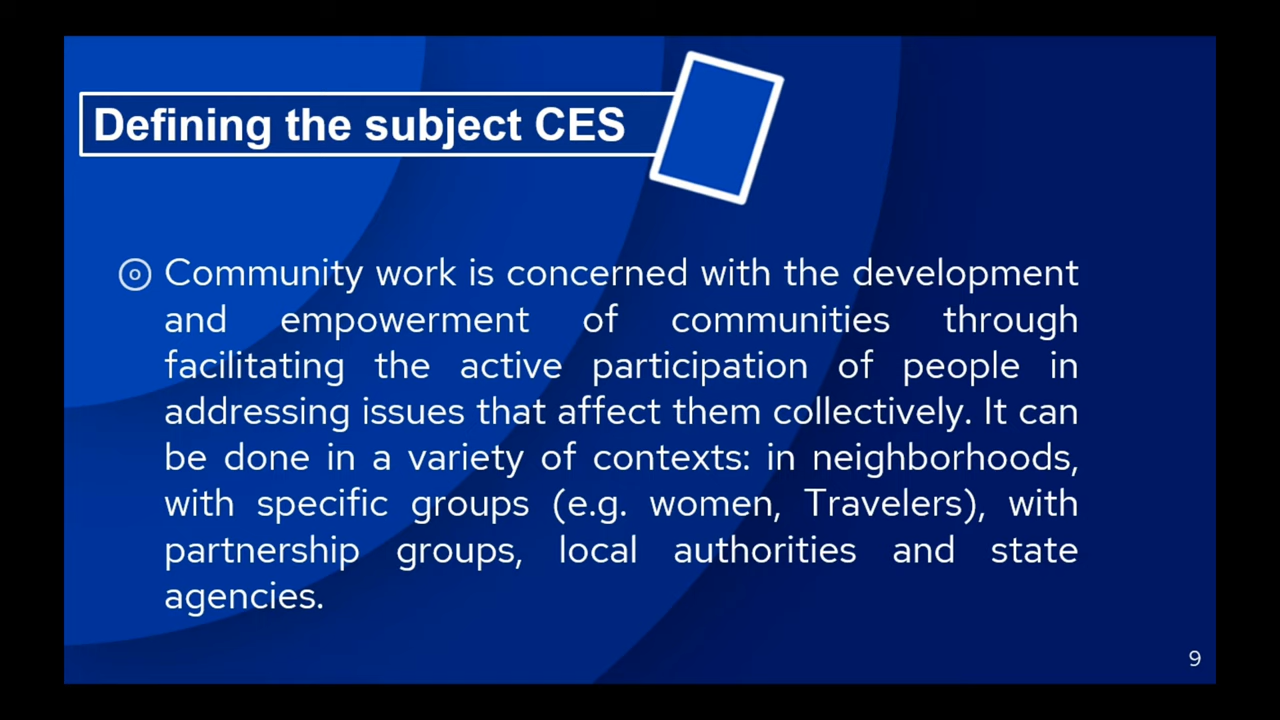 Defining the subject CES
Community work is concerned with the development
and empowerment of communities through
facilitating the active participation of people in
addressing issues that affect them collectively. It can
be done in a variety of contexts: in neighborhoods,
with specific groups (e.g. women, Travelers), with
partnership groups, local authorities and state
agencies.
9